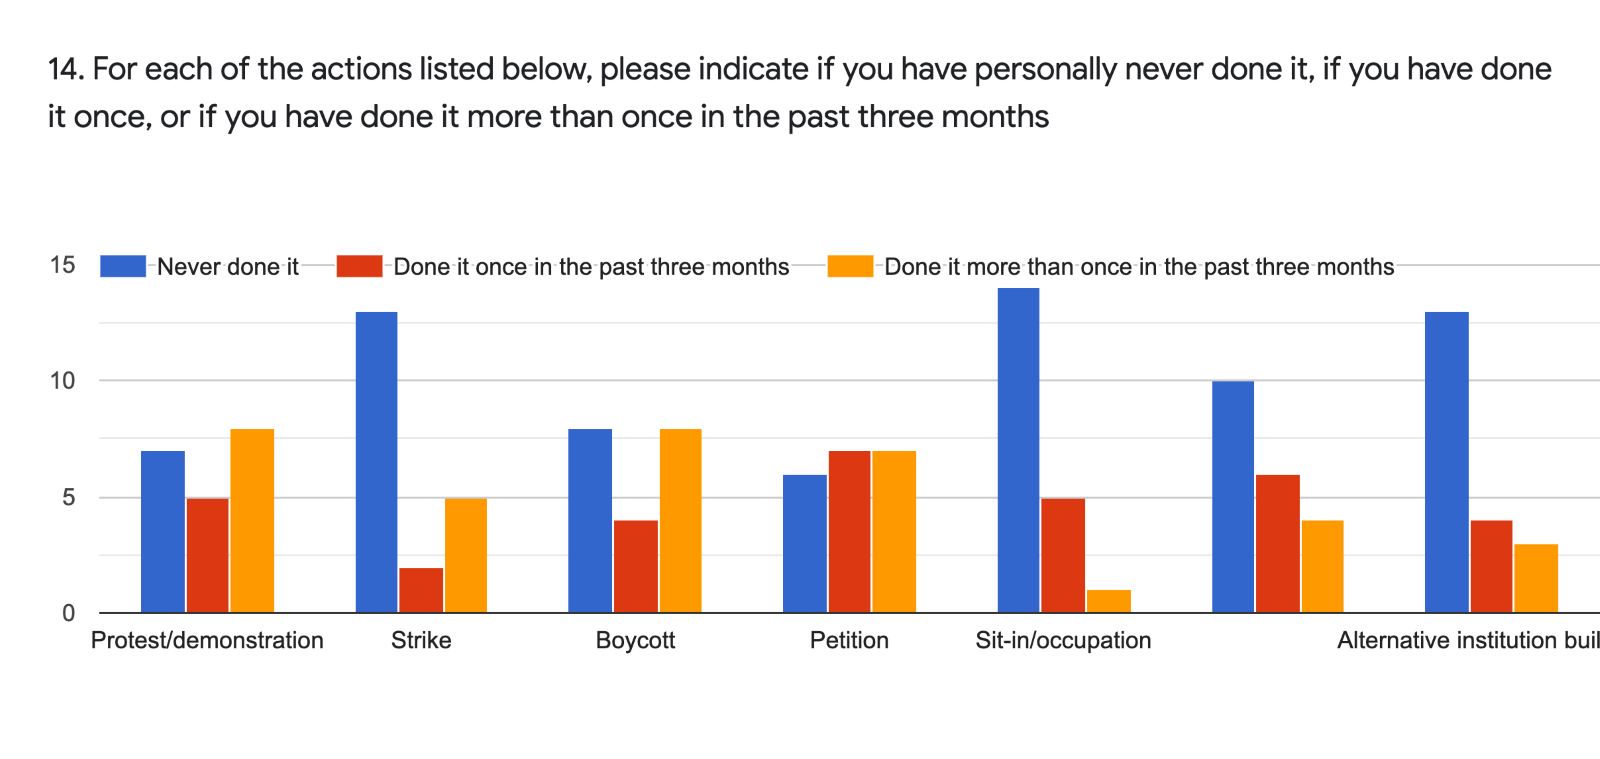 14. For each of the actions listed below, please indicate if you have personally never done it, if you have done
it once, or if you have done it more than once in the past three months
15 Never done it Done it once in the past three months Done it more than once in the past three months
10
5
0
Protest/demonstration Strike Boycott Petition Sit-in/occupation Alternative institution buil